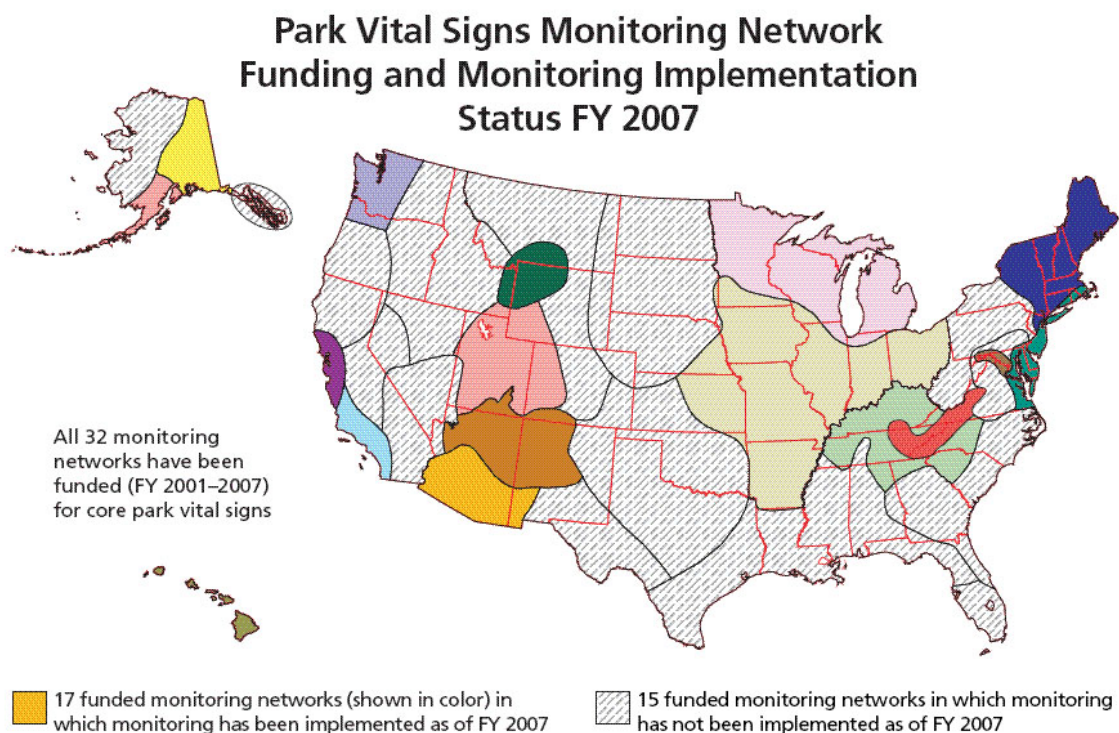 Park Vital Signs Monitoring Network
Funding and Monitoring Implementation
Status FY 2007
All 32 monitoring
networks have been
funded (FY 2001–2007)
for core park vital signs
17 funded monitoring networks (shown in color) in
which monitoring has been implemented as of FY 2007
15 funded monitoring networks in which monitoring
has not been implemented as of FY 2007